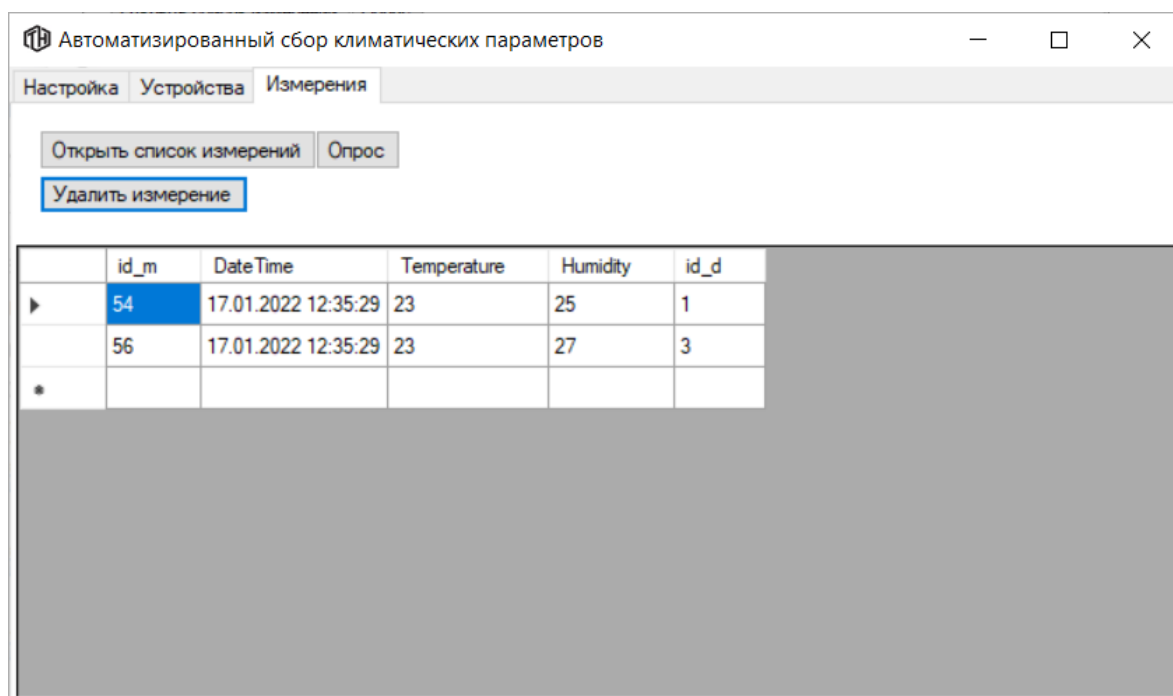 Автоматизированный сбор климатических параметров
Настройка Устройства Измерения
Открыть список измерений Опрос
Удалить измерение
id_m DateTime Temperature Humidity id_d
54 17.01.2022 12:35:29 23 25 1
56 17.01.2022 12:35:29 23 27 3